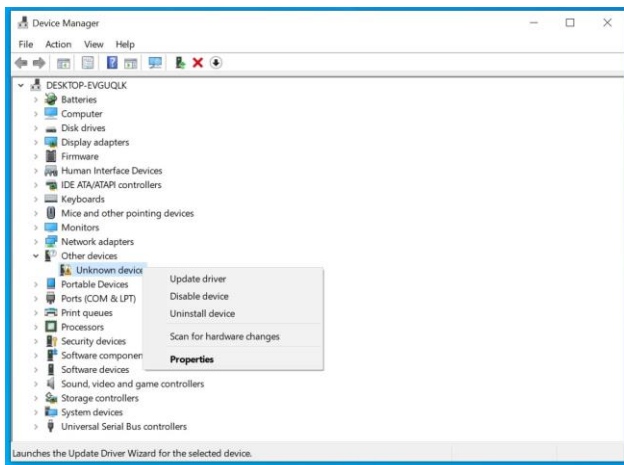 Device Manager
File Action View Help
DESKTOP-EVGUQLK
Batteries
Computer
Disk drives
Display adapters
Firmware
Human Interface Devices
IDE ATA/ATAPI controllers
Keyboards
Mice and other pointing devices
Monitors
Network adapters
Other devices
Unknown device
Portable Devices
Ports (COM & LPT)
Print queues
Processors
Security devices
Software componen
Software devices
Sound, video and game controllers
Storage controllers
System devices
Universal Serial Bus controllers
Update driver
Disable device
Uninstall device
Scan for hardware changes
Properties
Launches the Update Driver Wizard for the selected device.